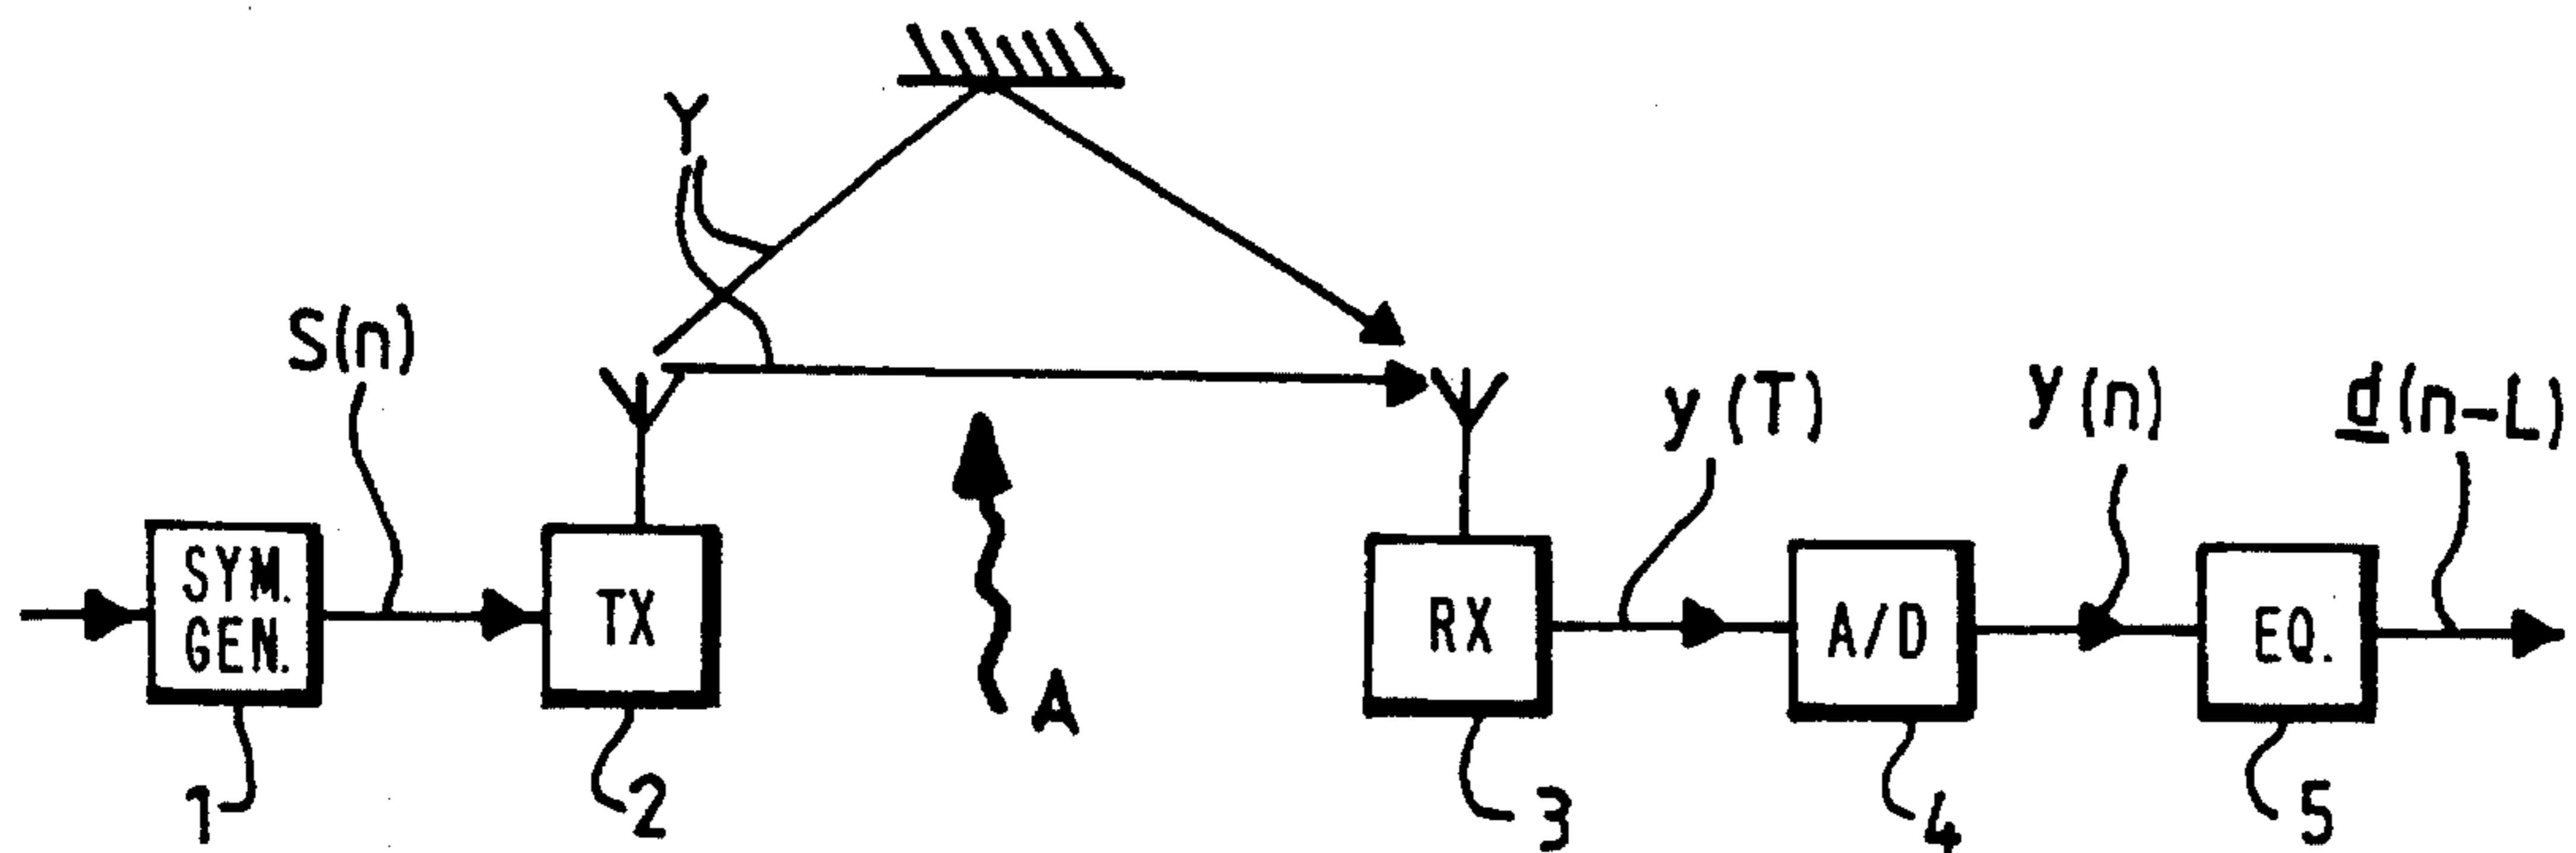 Y
S(n)
y(T)
y(n)
d(n-L)
SYM.
GEN.
TX
RX
A/D
EQ.
A
1
2
3
4
5